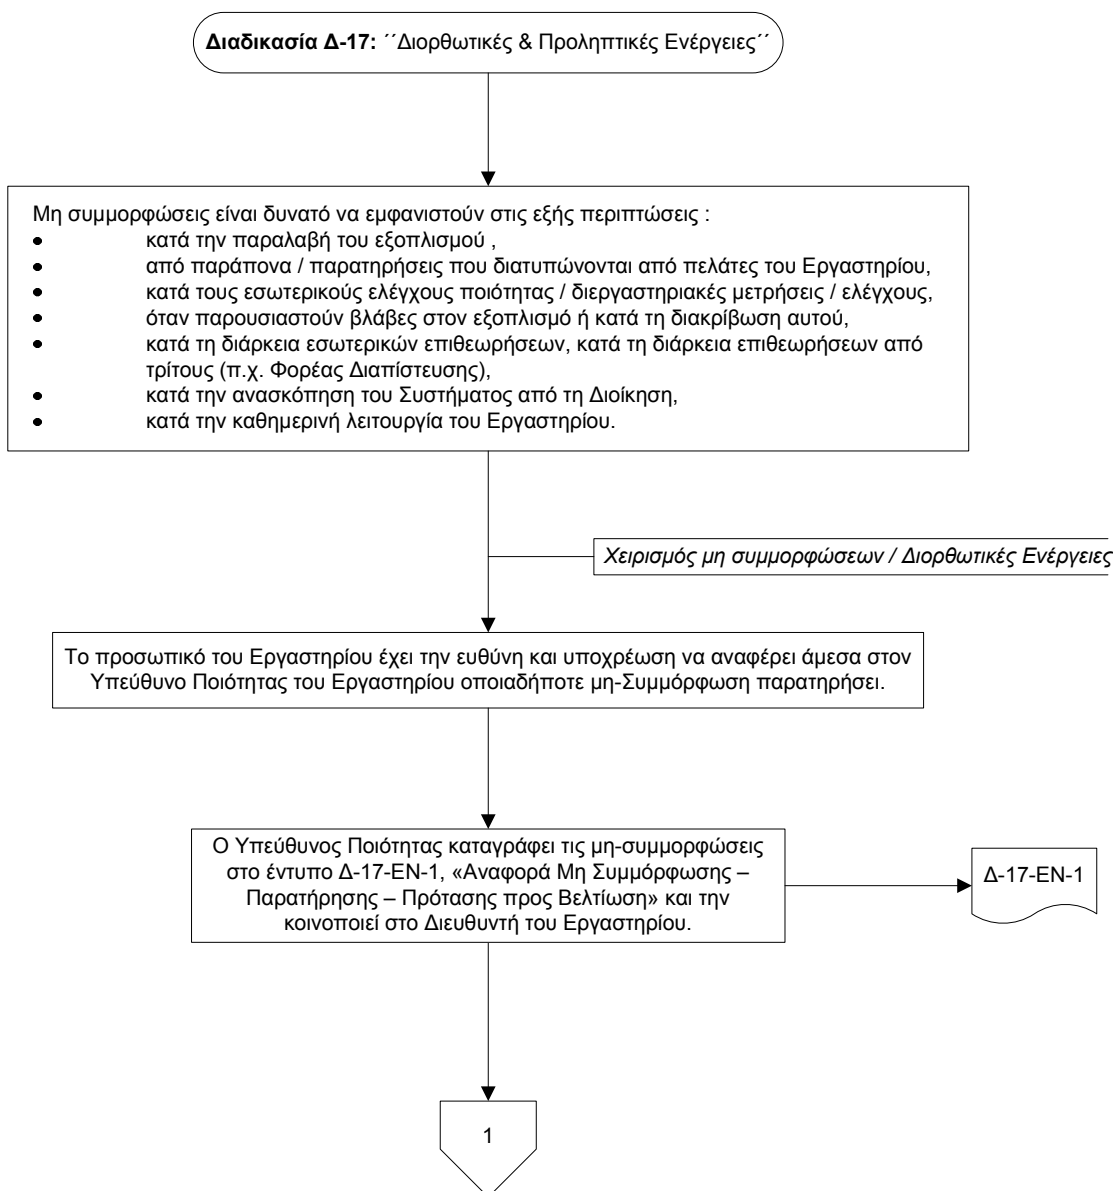 Διαδικασία Δ-17: ΄΄Διορθωτικές & Προληπτικές Ενέργειες΄΄
Μη συμμορφώσεις είναι δυνατό να εμφανιστούν στις εξής περιπτώσεις :
• κατά την παραλαβή του εξοπλισμού ,
• από παράπονα / παρατηρήσεις που διατυπώνονται από πελάτες του Εργαστηρίου,
• κατά τους εσωτερικούς ελέγχους ποιότητας / διεργαστηριακές μετρήσεις / ελέγχους,
• όταν παρουσιαστούν βλάβες στον εξοπλισμό ή κατά τη διακρίβωση αυτού,
• κατά τη διάρκεια εσωτερικών επιθεωρήσεων, κατά τη διάρκεια επιθεωρήσεων από
τρίτους (π.χ. Φορέας Διαπίστευσης),
• κατά την ανασκόπηση του Συστήματος από τη Διοίκηση,
• κατά την καθημερινή λειτουργία του Εργαστηρίου.
Χειρισμός μη συμμορφώσεων / Διορθωτικές Ενέργειες
Το προσωπικό του Εργαστηρίου έχει την ευθύνη και υποχρέωση να αναφέρει άμεσα στον
Υπεύθυνο Ποιότητας του Εργαστηρίου οποιαδήποτε μη-Συμμόρφωση παρατηρήσει.
Ο Υπεύθυνος Ποιότητας καταγράφει τις μη-συμμορφώσεις
στο έντυπο Δ-17-ΕΝ-1, «Αναφορά Μη Συμμόρφωσης –
Παρατήρησης – Πρότασης προς Βελτίωση» και την
κοινοποιεί στο Διευθυντή του Εργαστηρίου.
Δ-17-ΕΝ-1
1